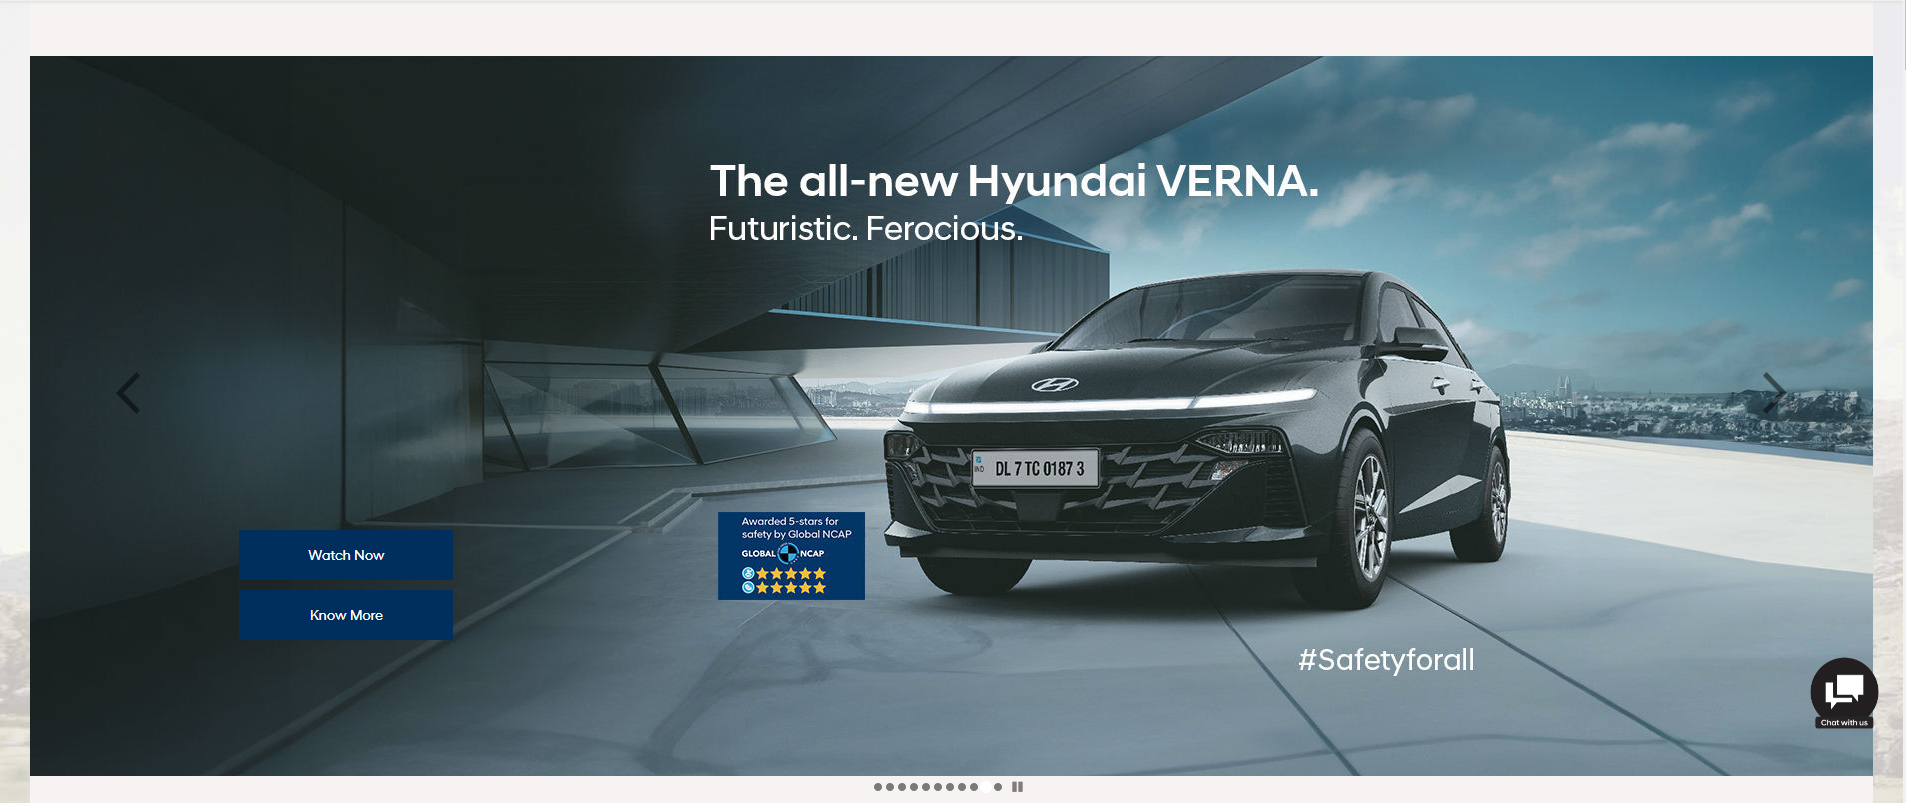 The all-new Hyundai VERNA.
Futuristic. Ferocious.
IND
DL 7 TC 0187 3
Awarded 5-stars for
safety by Global NCAP
GLOBAL NCAP
Watch Now
Know More
#Safetyforall
Chat with us